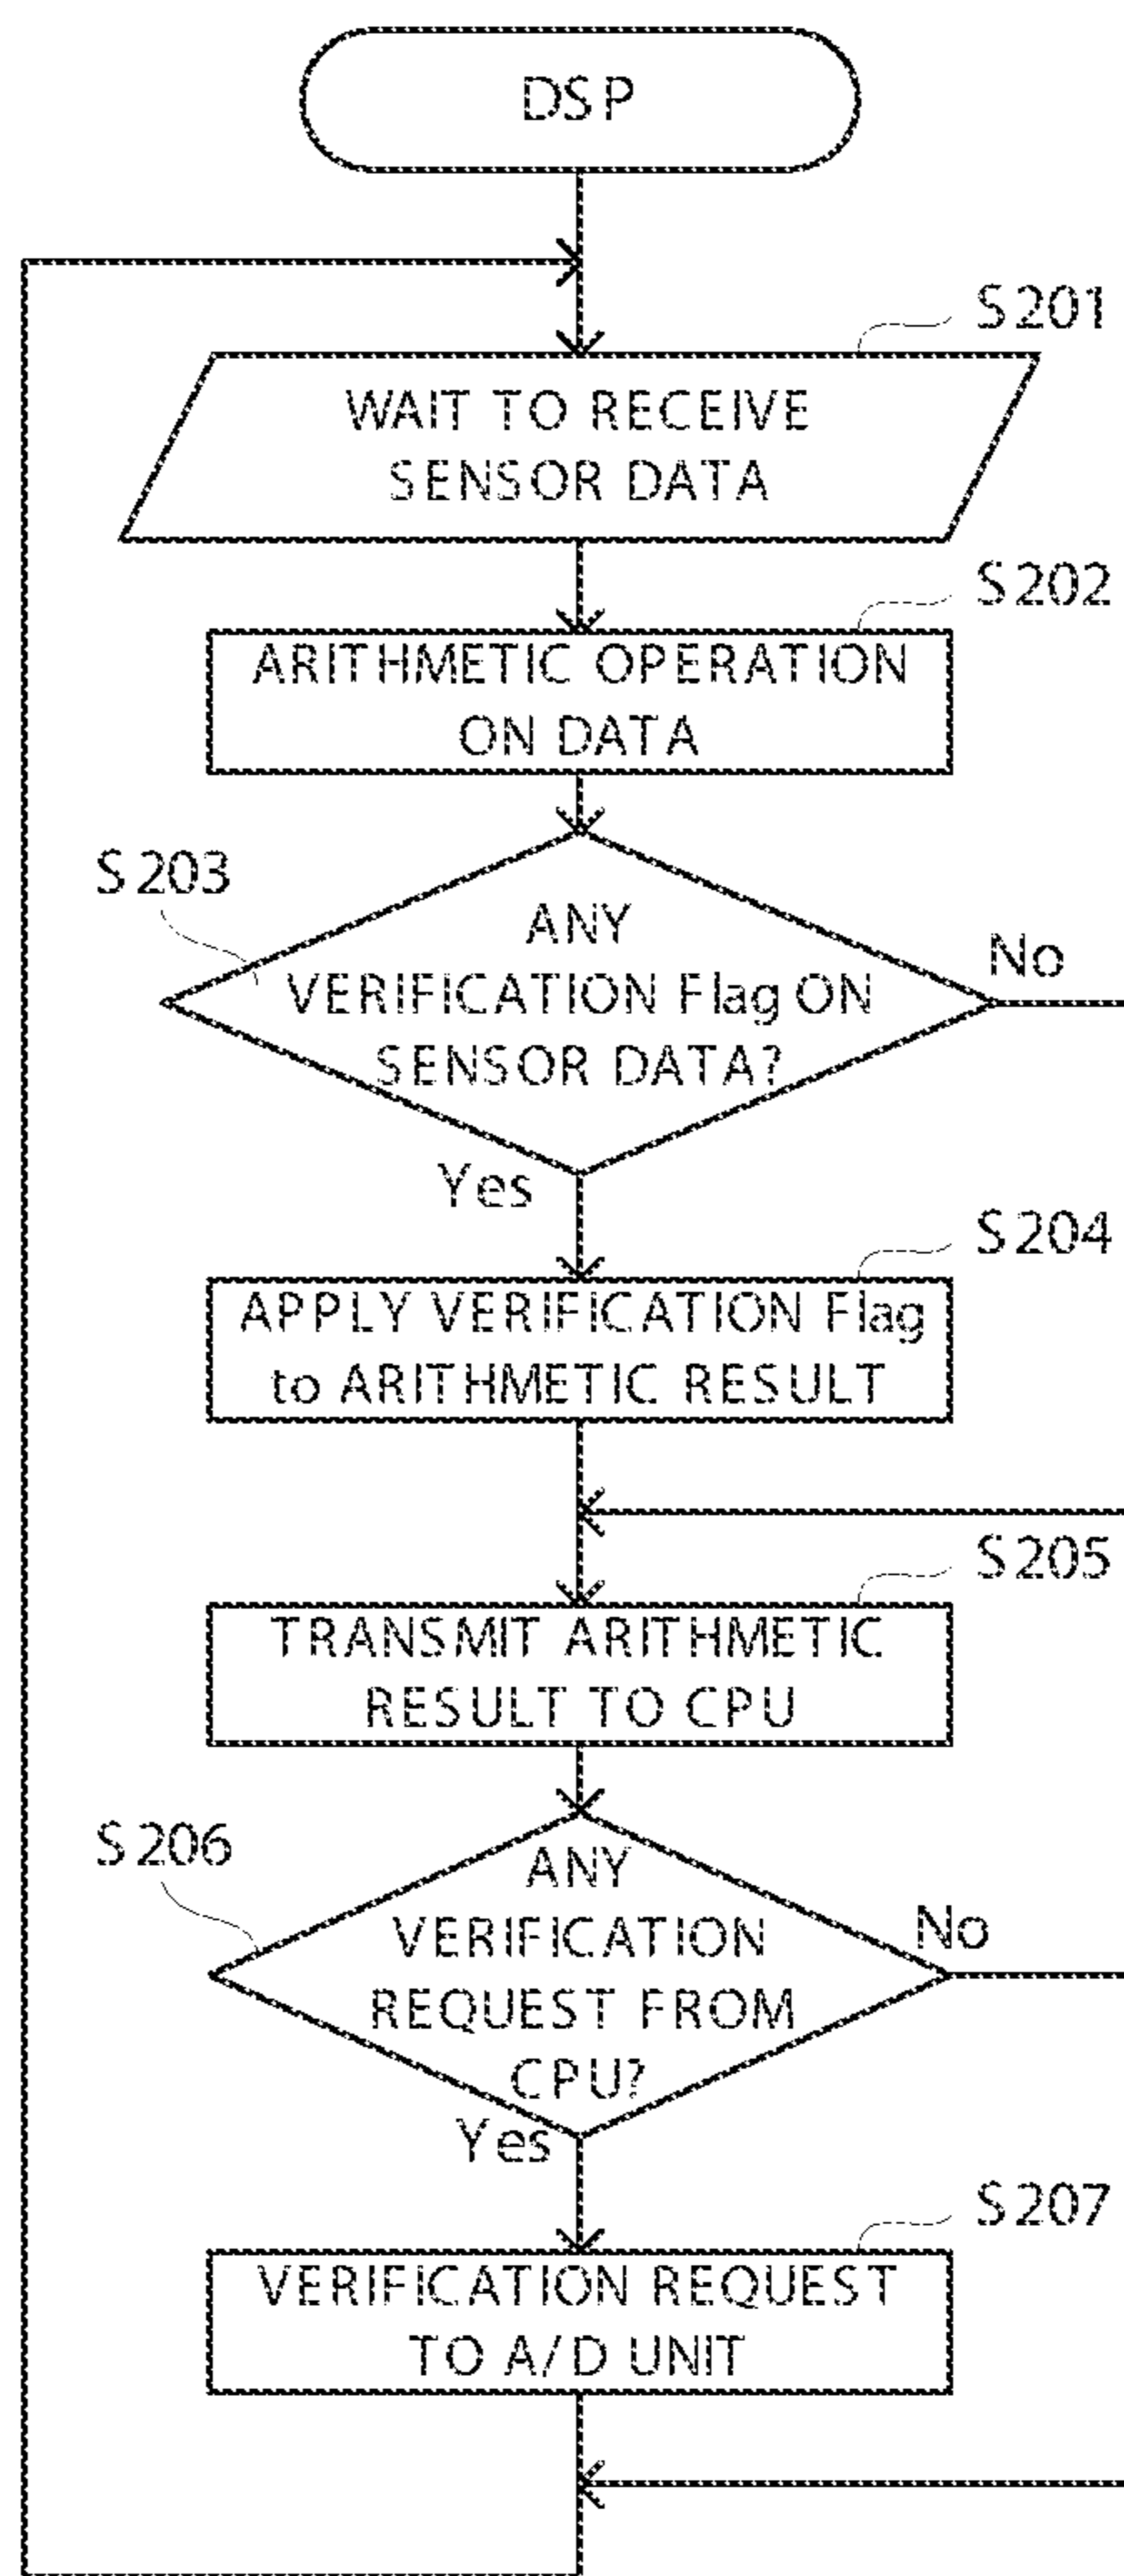 DSP
S201
WAIT TO RECEIVE
SENSOR DATA
S202
ARITHMETIC OPERATION
ON DATA
S203
ANY
VERIFICATION Flag ON
SENSOR DATA?
No
Yes
S204
APPLY VERIFICATION Flag
to ARITHMETIC RESULT
S205
TRANSMIT ARITHMETIC
RESULT TO CPU
S206
ANY
VERIFICATION
REQUEST FROM
CPU?
No
Yes
S207
VERIFICATION REQUEST
TO A/D UNIT